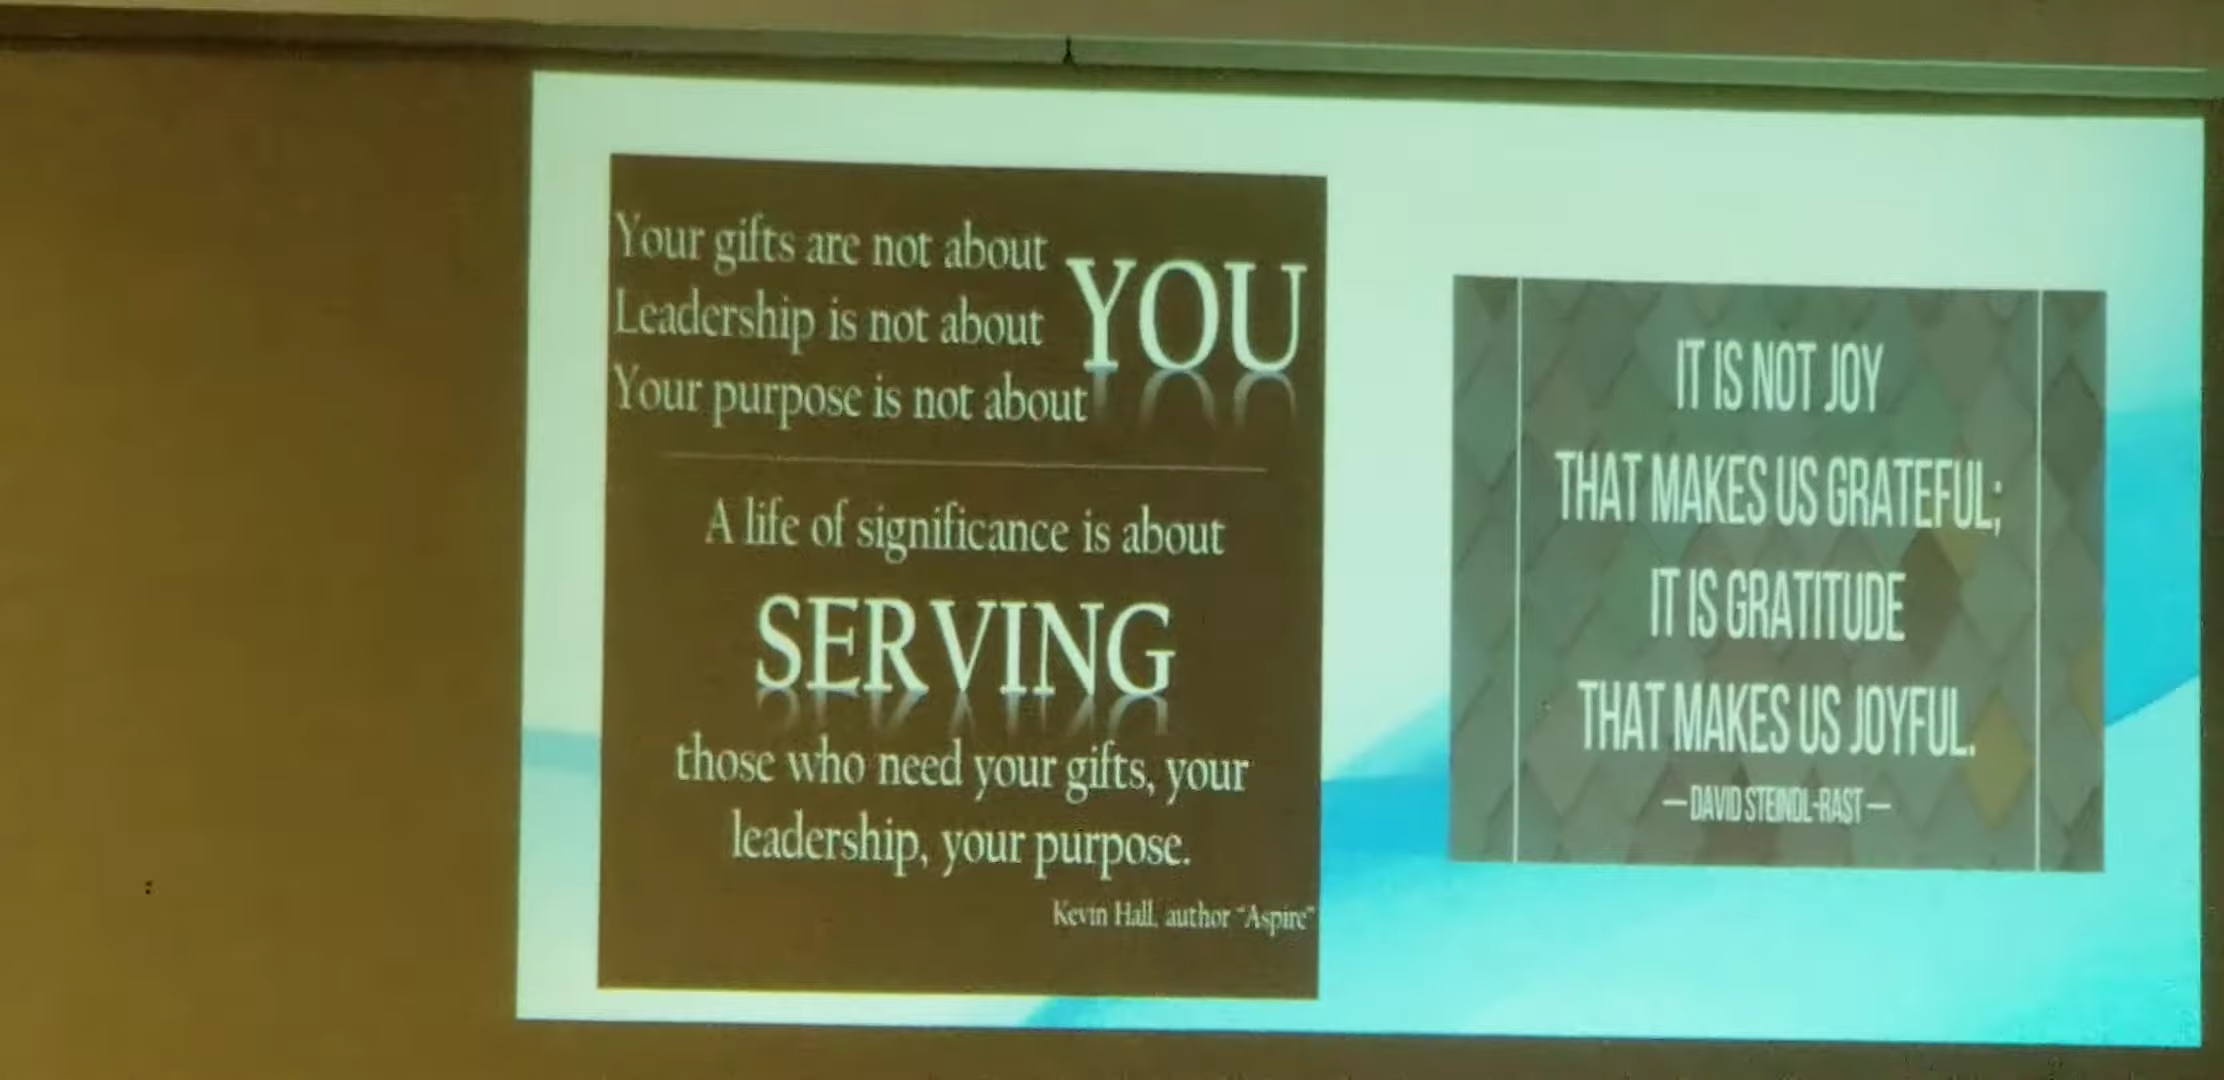 Your gifts are not about
Leadership is not about YOU
Your purpose is not about
A life of significance is about
SERVING
those who need your gifts, your
leadership, your purpose.
Kevin Hall, author "Aspire"
IT IS NOT JOY
THAT MAKES US GRATEFUL;
IT IS GRATITUDE
THAT MAKES US JOYFUL.
— DAVID STEINDL-RAST —